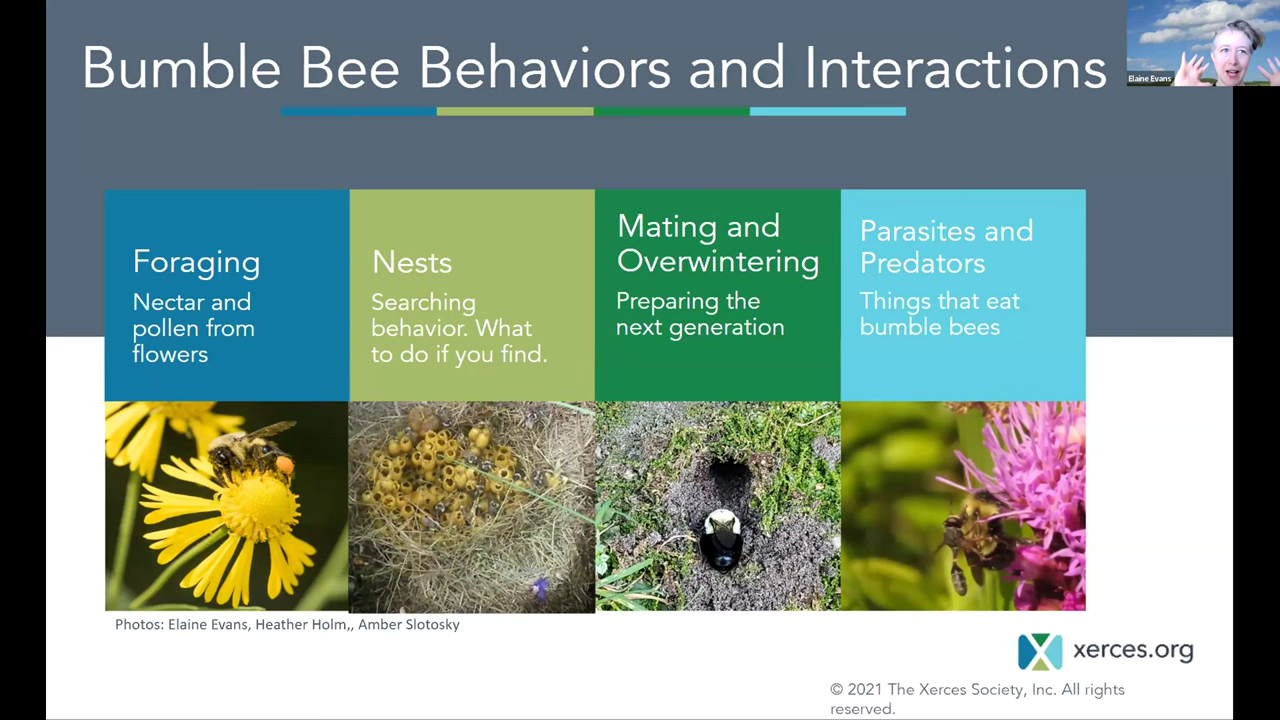 Bumble Bee Behaviors and Interactions
Elaine Evans
Foraging
Nectar and
pollen from
flowers
Nests
Searching
behavior. What
to do if you find.
Mating and
Overwintering
Preparing the
next generation
Parasites and
Predators
Things that eat
bumble bees
Photos: Elaine Evans, Heather Holm,, Amber Slotosky
xerces.org
© 2021 The Xerces Society, Inc. All rights
reserved.